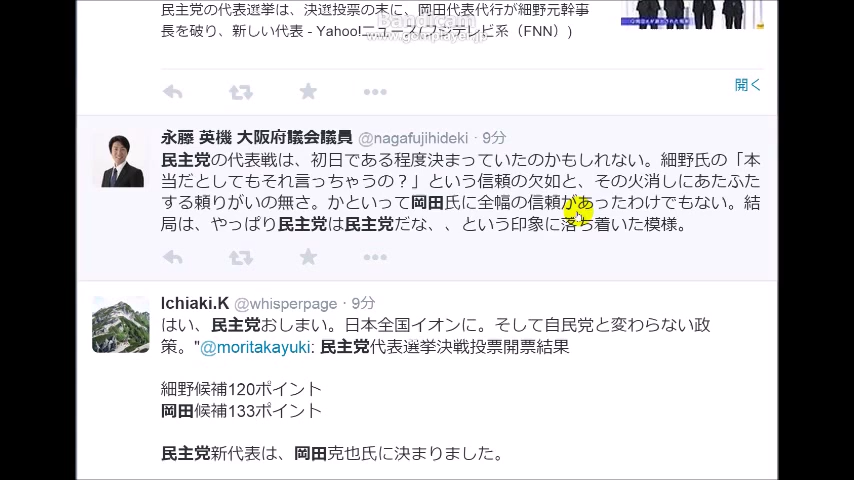 民主党の代表選挙は、決選投票の末に、岡田代表代行が細野元幹事
長を破り、新しい代表 - Yahoo!ニュース(フジテレビ系（FNN）)
Bandicam
www.gomplayer.jp
開く
永藤 英機 大阪府議会議員 @nagafujihideki · 9分
民主党の代表戦は、初日である程度決まっていたのかもしれない。細野氏の「本
当だとしてもそれ言っちゃうの？」という信頼の欠如と、その火消しにあたふた
する頼りがいの無さ。かといって岡田氏に全幅の信頼があったわけでもない。結
局は、やっぱり民主党は民主党だな、、という印象に落ち着いた模様。
Ichiaki.K @whisperpage · 9分
はい、民主党おしまい。日本全国イオンに。そして自民党と変わらない政
策。"@moritakayuki: 民主党代表選挙決戦投票開票結果
細野候補120ポイント
岡田候補133ポイント
民主党新代表は、岡田克也氏に決まりました。